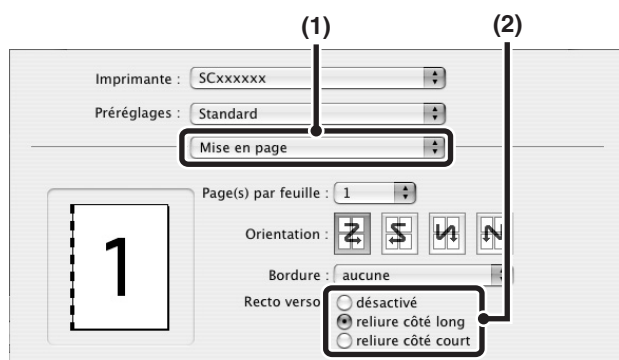 (1) (2)
Imprimante : SCxxxxxx
Préréglages : Standard
Mise en page
Page(s) par feuille : 1
1
Orientation :
Bordure : aucune
Recto verso désactivé
reliure côté long
reliure côté court